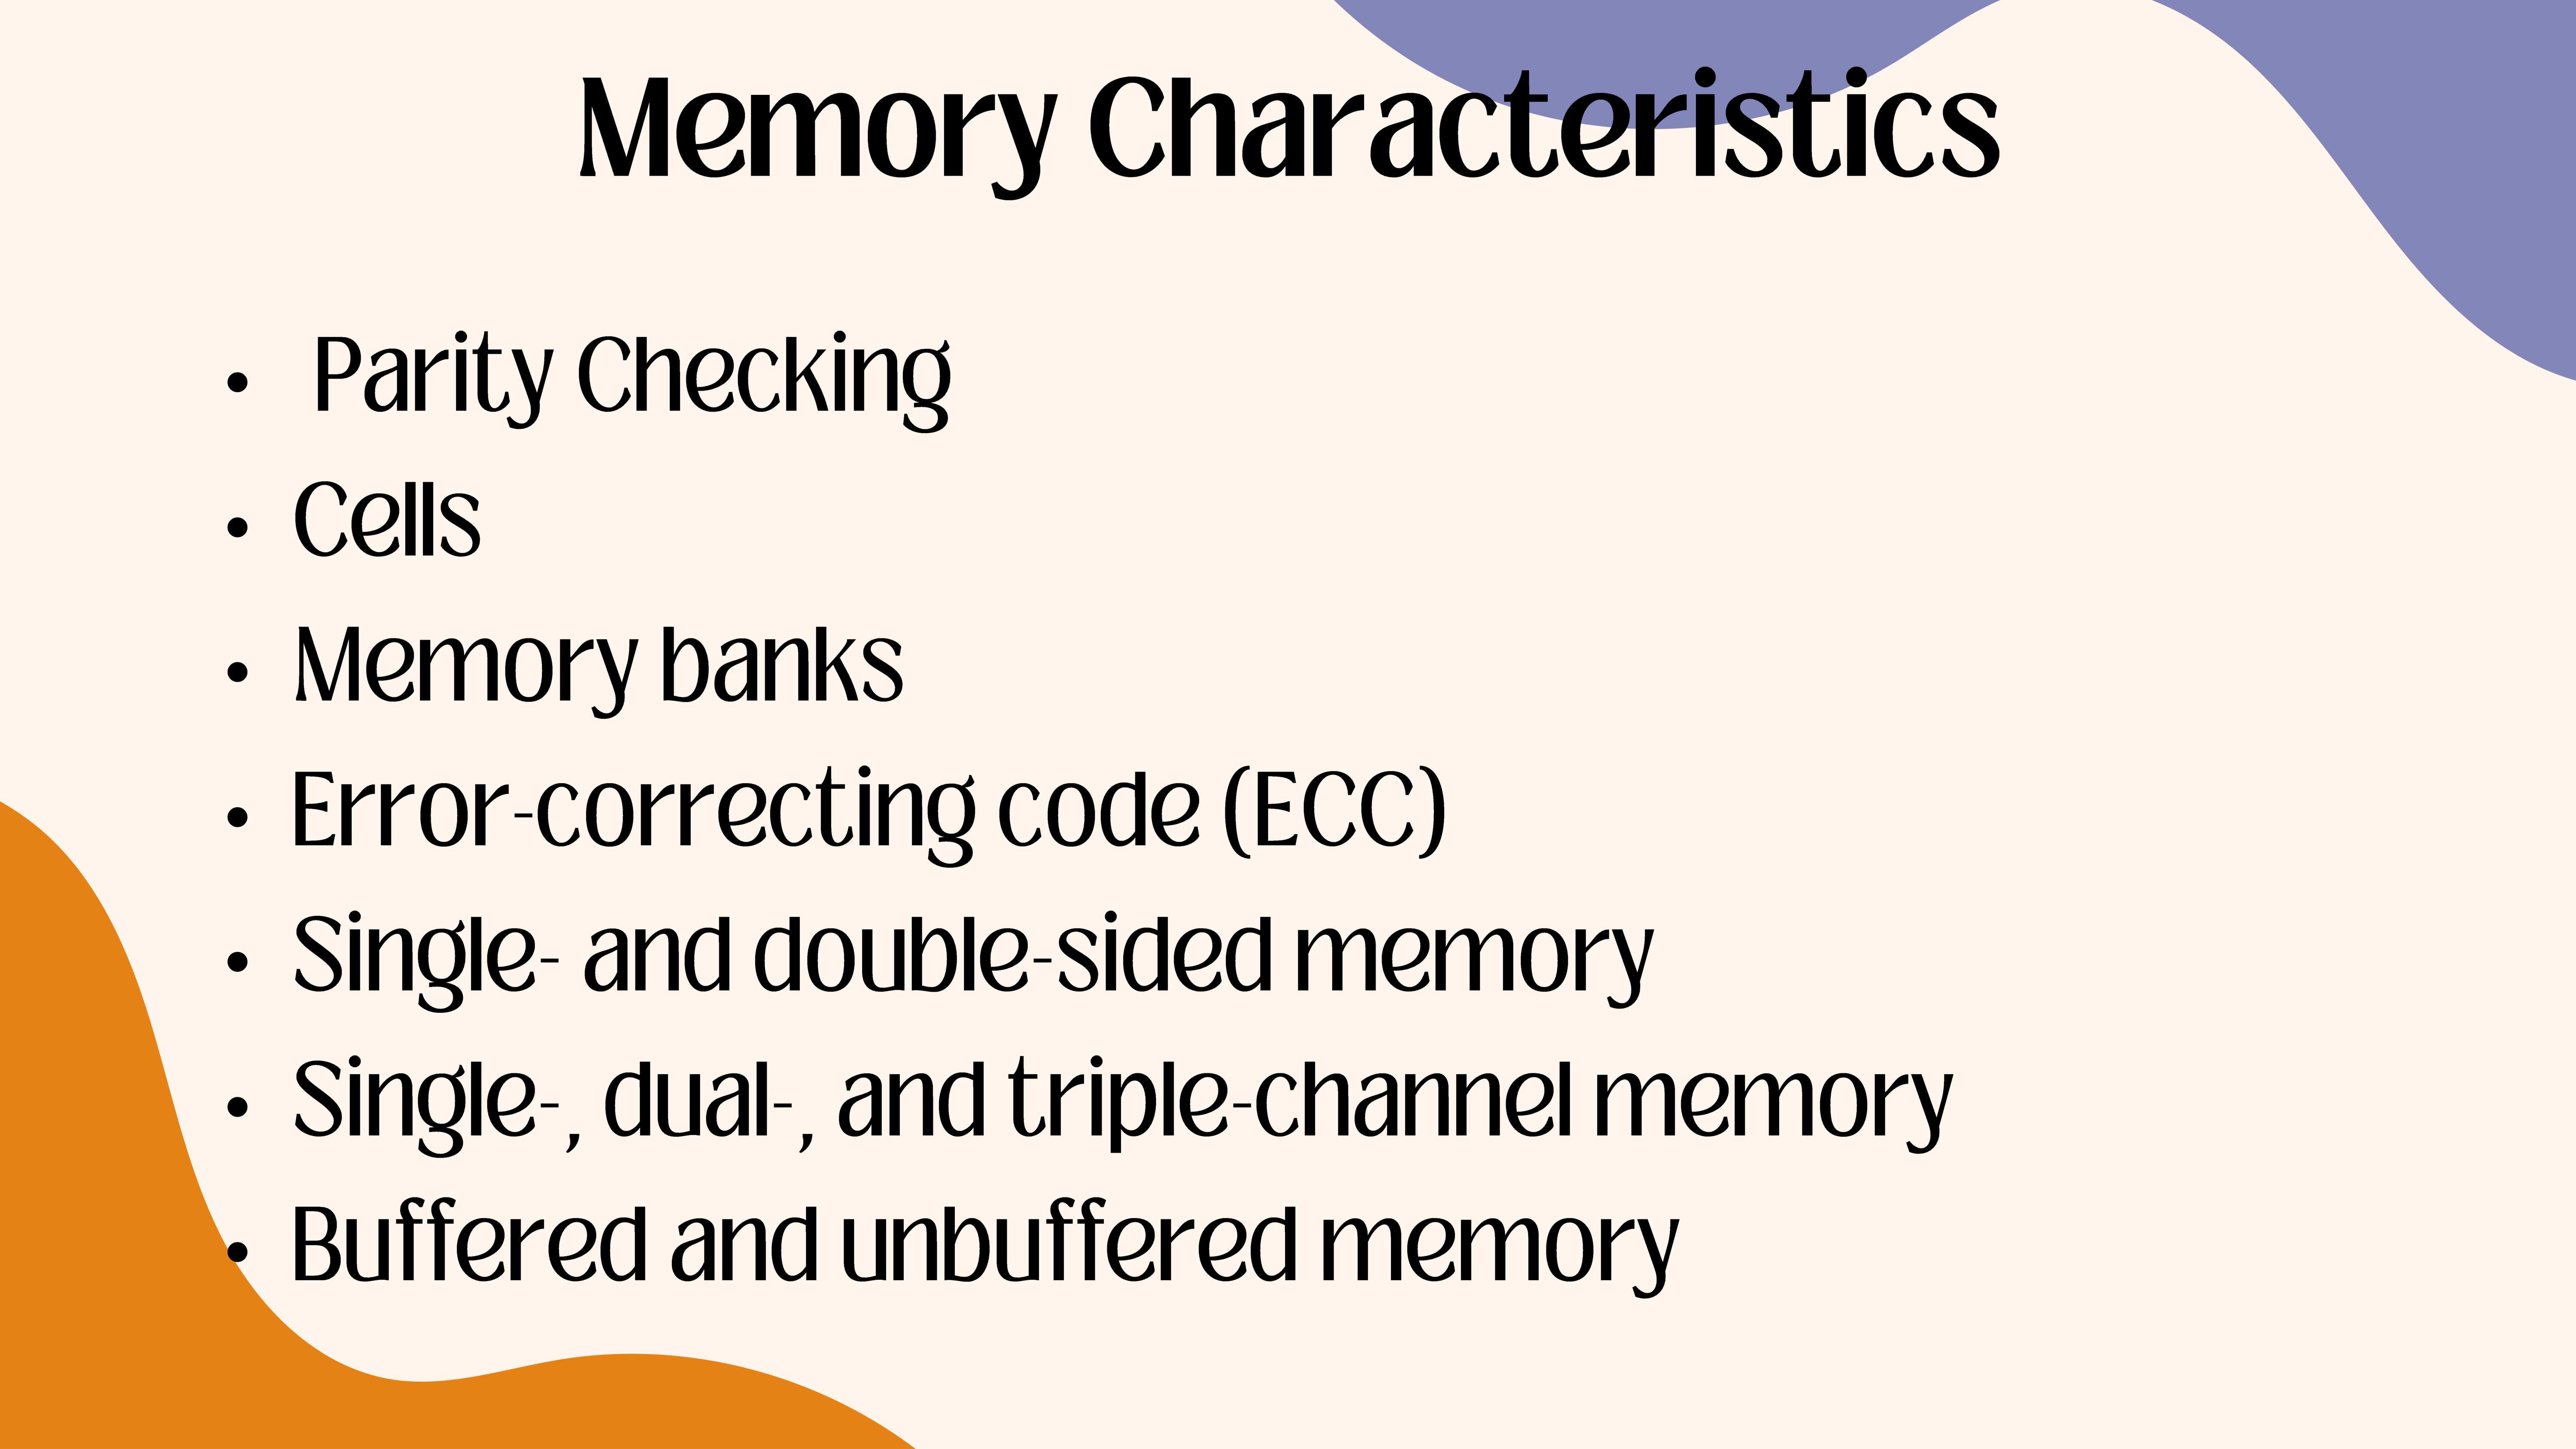 Memory Characteristics
• Parity Checking
• Cells
• Memory banks
• Error-correcting code (ECC)
• Single- and double-sided memory
• Single-, dual-, and triple-channel memory
• Buffered and unbuffered memory